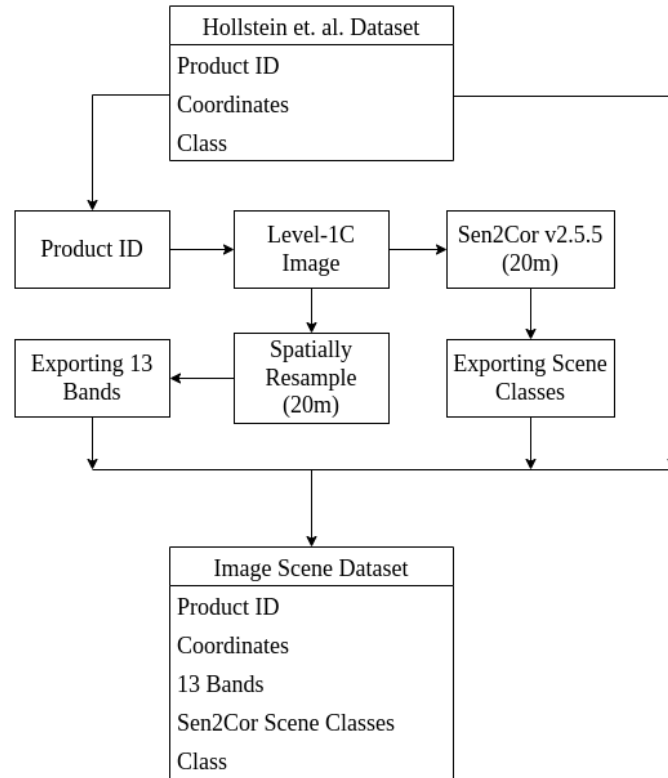 Hollstein et. al. Dataset
Product ID
Coordinates
Class
Product ID
Level-1C
Image
Sen2Cor v2.5.5
(20m)
Exporting 13
Bands
Spatially
Resample
(20m)
Exporting Scene
Classes
Image Scene Dataset
Product ID
Coordinates
13 Bands
Sen2Cor Scene Classes
Class